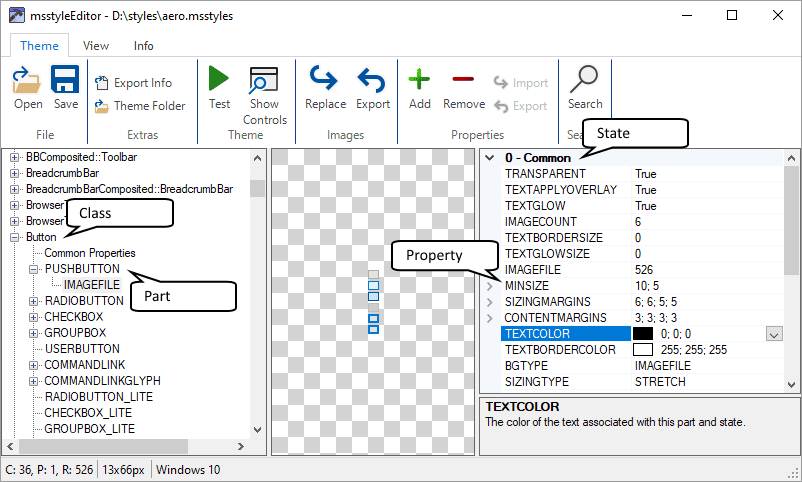 msstyleEditor - D:\styles\aero.msstyles
Theme View Info
Open
Save
Export Info
Theme Folder
Test
Show
Controls
Replace
Export
Add
Remove
Import
Export
Search
File
Extras
Theme
Images
Properties
State
BBComposited::Toolbar
BreadcrumbBar
BreadcrumbBarComposited::BreadcrumbBar
Class
Button
Common Properties
PUSHBUTTON
IMAGEFILE
Part
RADIOBUTTON
CHECKBOX
GROUPBOX
USERBUTTON
COMMANDLINK
COMMANDLINKGLYPH
RADIOBUTTON_LITE
CHECKBOX_LITE
GROUPBOX_LITE
0 - Common
TRANSPARENT True
TEXTAPPLYOVERLAY True
TEXTGLOW True
IMAGECOUNT 6
TEXTBORDERSIZE 0
TEXTGLOWSIZE 0
Property
IMAGEFILE 526
MINSIZE 10; 5
SIZINGMARGINS 6; 6; 5; 5
CONTENTMARGINS 3; 3; 3; 3
TEXTCOLOR 0; 0; 0
TEXTBORDERCOLOR 255; 255; 255
BGTYPE IMAGEFILE
SIZINGTYPE STRETCH
TEXTCOLOR
The color of the text associated with this part and state.
C: 36, P: 1, R: 526 13x66px Windows 10